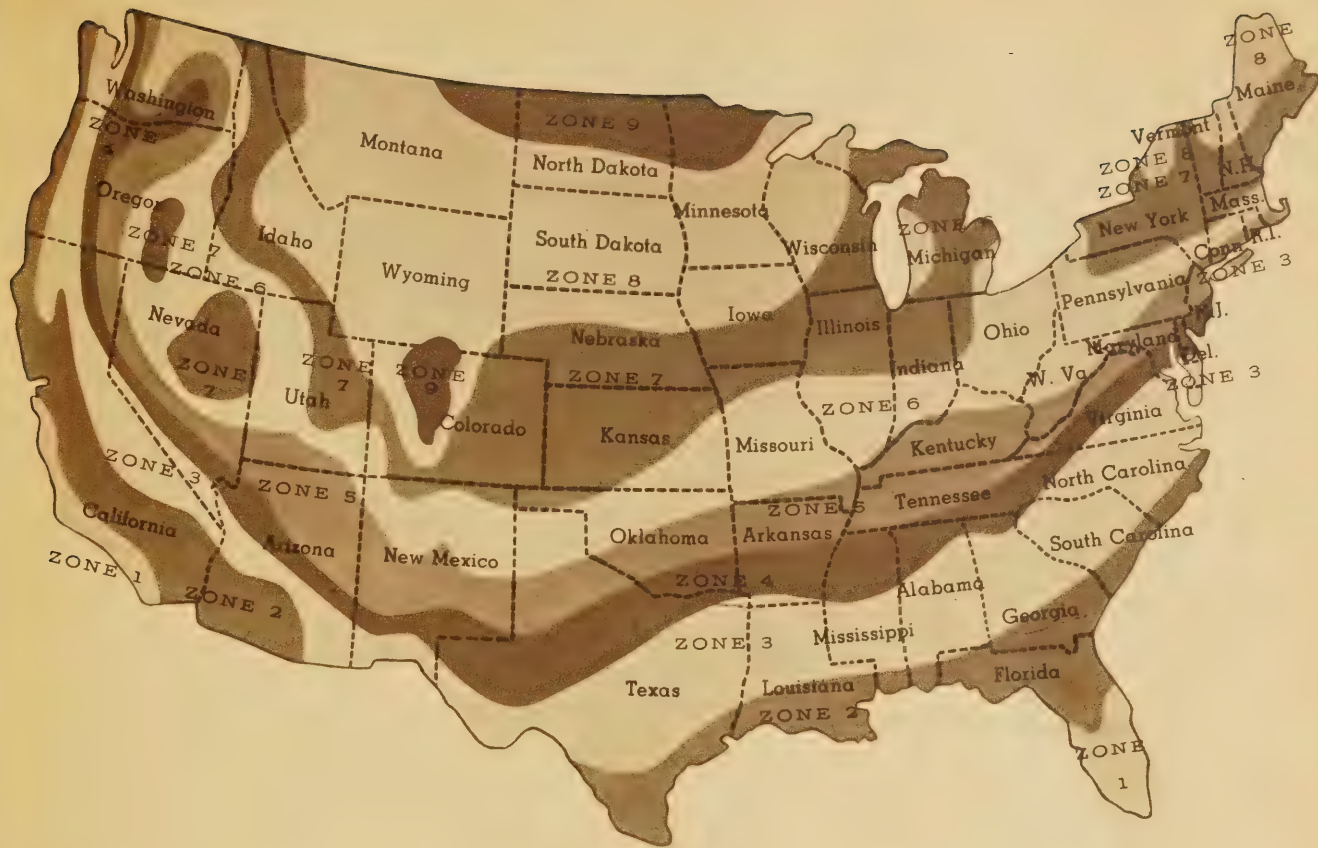 ZONE
8
Maine
Washington
ZONE
Montana
ZONE 9
North Dakota
Vermont
ZONE 8
ZONE 7
N.H.
Mass.
New York
Conn.
R.I.
Oregon
ZONE 7
ZONE 6
Idaho
Minnesota
South Dakota
ZONE 8
Wisconsin
ZONE
Michigan
Wyoming
ZONE 3
Pennsylvania
N.J.
Nevada
ZONE
7
Iowa
Illinois
Ohio
Nebraska
Maryland
Del.
ZONE 3
ZONE
7
Utah
ZONE
9
Colorado
ZONE 7
Kansas
Indiana
W. Va.
Virginia
ZONE 6
Missouri
Kentucky
ZONE 3
ZONE 5
North Carolina
Tennessee
California
Arizona
New Mexico
Oklahoma
ZONE 5
Arkansas
South Carolina
ZONE 1
ZONE 2
ZONE 4
Alabama
Georgia
ZONE 3
Mississippi
Texas
Louisiana
ZONE 2
Florida
ZONE
1